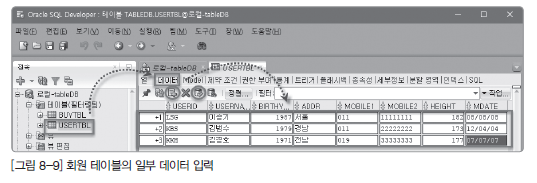 Oracle SQL Developer : 테이블 TABLEDB.USERTBL@로컬-tableDB
파일(F) 편집(E) 보기(V) 이동(N) 실행(R) 팀(M) 도구(T) 창(W) 도움말(H)
접속
로컬-tableDB
USERTBL
열 데이터 Model 제약 조건 권한 부여 통계 트리거 플래시백 종속성 세부정보 분할 영역 인덱스 SQL
정렬.. 필터:
작업...
로컬-tableDB
테이블(필터링됨)
BUYTBL
USERTBL
뷰
뷰 편집
USERID USERNA... BIRTHY... ADDR MOBILE1 MOBILE2 HEIGHT MDATE
+1 LSG 이승기 1987 서울 011 11111111 182 08/08/08
+2 KBS 김범수 1979 경남 011 22222222 173 12/04/04
+3 KKH 김경호 1971 전남 019 33333333 177 07/07/07
[그림 8-9] 회원 테이블의 일부 데이터 입력